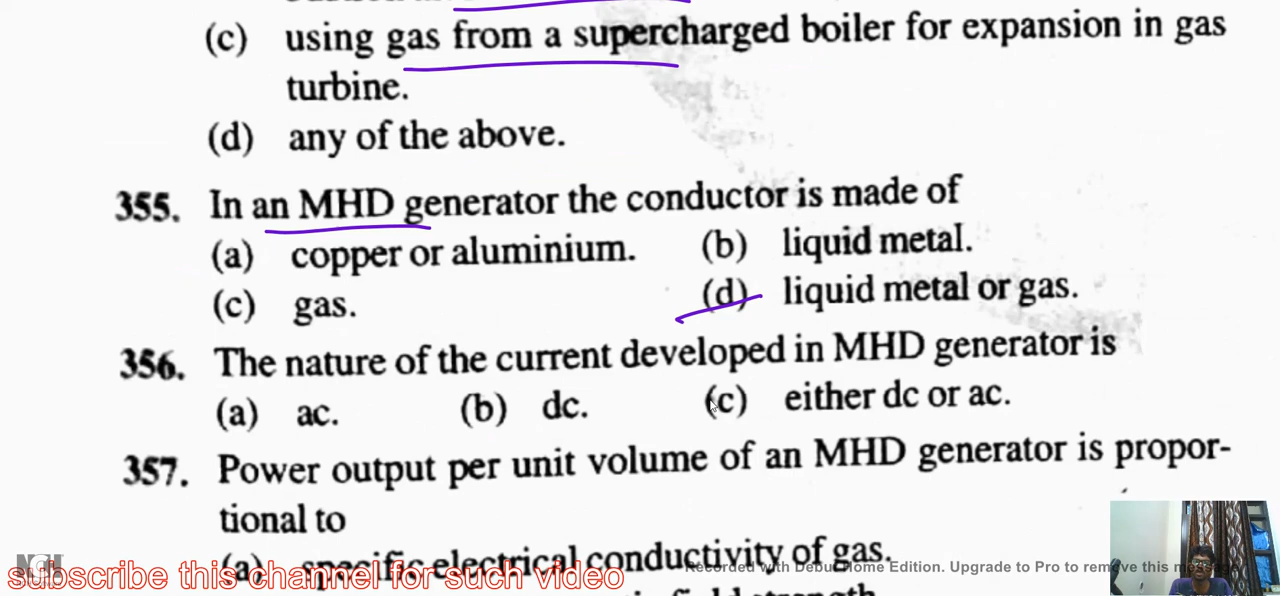 (c) using gas from a supercharged boiler for expansion in gas
turbine.
(d) any of the above.
355. In an MHD generator the conductor is made of
(a) copper or aluminium. (b) liquid metal.
(c) gas. (d) liquid metal or gas.
356. The nature of the current developed in MHD generator is
(a) ac. (b) dc. (c) either dc or ac.
357. Power output per unit volume of an MHD generator is propor-
tional to
(a) specific electrical conductivity of gas.
subscribe this channel for such video
Recorded with Debut Home Edition. Upgrade to Pro to remove this message
field strength